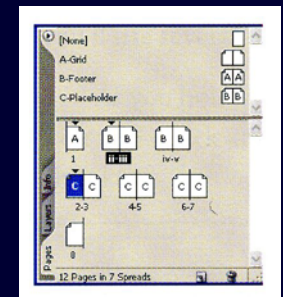 [None]
A-Grid
B-Footer A A
C-Placeholder B B
A B B B B
1 ii-iii iv-v
C C C C C C
2-3 4-5 6-7
8
12 Pages in 7 Spreads
Pages Layers Info